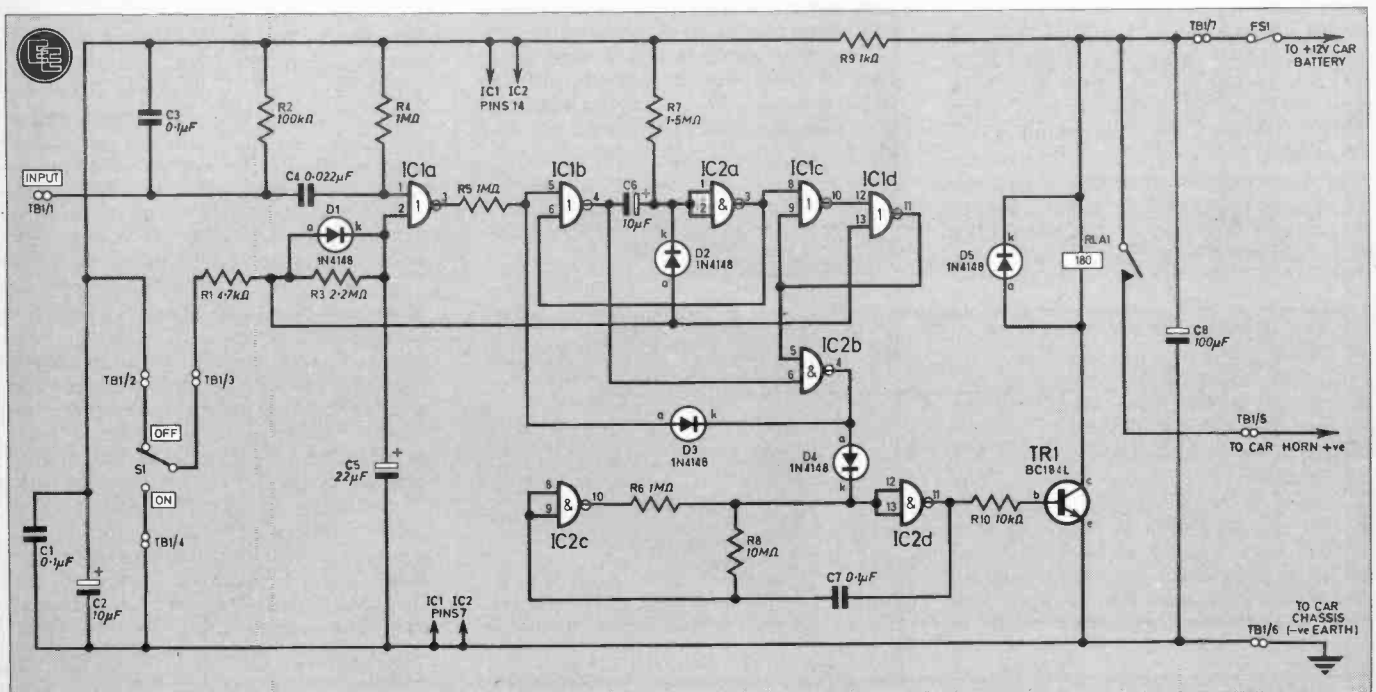 EE
C3
0·1µF
R2
100kΩ
R4
1MΩ
IC1 IC2
PINS 14
R7
1·5MΩ
R9 1kΩ
TB1/7
FS1
TO +12V CAR
BATTERY
INPUT
TB1/1
C4 0·022µF
IC1a
1
2
1
3
R5 1MΩ
IC1b
5
6
1
4
C6
10µF
+
IC2a
1
2
&
3
IC1c
8
9
1
10
IC1d
12
13
1
11
D1
a
k
1N4148
R1 4·7kΩ
R3 2·2MΩ
k
D2
1N4148
a
k
D5
1N4148
a
RLA1
180
C8
100µF
TB1/2
TB1/3
OFF
S1
ON
TB1/4
C5
22µF
+
IC2b
5
6
&
4
a
k
D3
1N4148
a
D4
1N4148
k
TB1/5
TO CAR HORN +ve
C1
0·1µF
+
C2
10µF
8
9
&
10
IC2c
R6 1MΩ
R8
10MΩ
C7 0·1µF
12
13
&
11
IC2d
R10 10kΩ
TR1
BC184L
b
c
e
IC1 IC2
PINS 7
TO CAR
CHASSIS
TB1/6 (-ve EARTH)